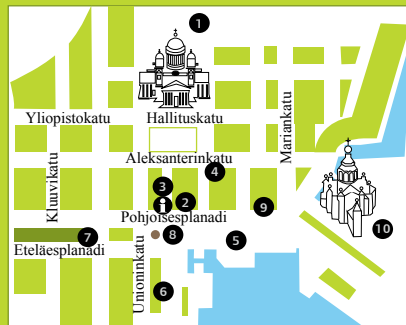 1
Yliopistokatu
Hallituskatu
Mariankatu
Aleksanterinkatu
Kluuvikatu
3
4
i
2
9
Pohjoisesplanadi
10
7
8
5
Eteläesplanadi
Unioninkatu
6